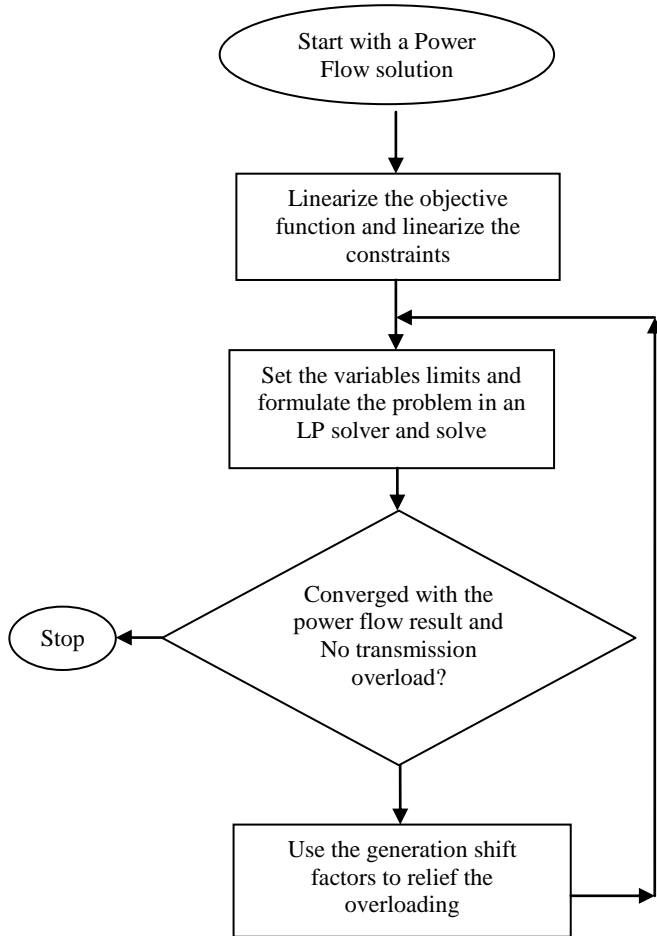 Start with a Power
Flow solution
Linearize the objective
function and linearize the
constraints
Set the variables limits and
formulate the problem in an
LP solver and solve
Converged with the
power flow result and
No transmission
overload?
Stop
Use the generation shift
factors to relief the
overloading